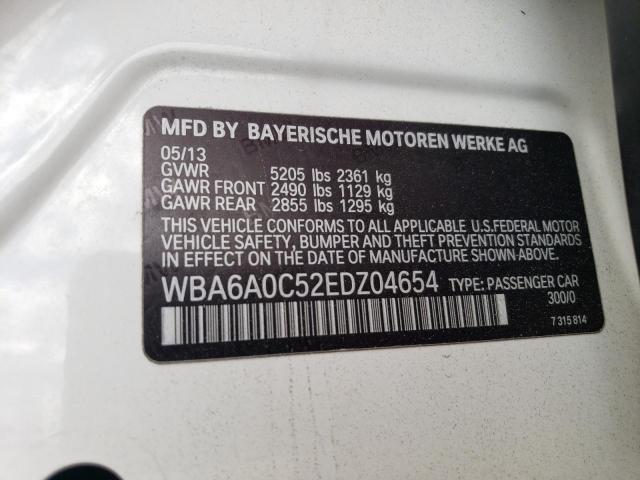 MFD BY BAYERISCHE MOTOREN WERKE AG
05/13
GVWR 5205 lbs 2361 kg
GAWR FRONT 2490 lbs 1129 kg
GAWR REAR 2855 lbs 1295 kg
THIS VEHICLE CONFORMS TO ALL APPLICABLE U.S.FEDERAL MOTOR
VEHICLE SAFETY, BUMPER AND THEFT PREVENTION STANDARDS
IN EFFECT ON THE DATE OF MANUFACTURE SHOWN ABOVE.
WBA6A0C52EDZ04654 TYPE: PASSENGER CAR
300/0
7 315 814